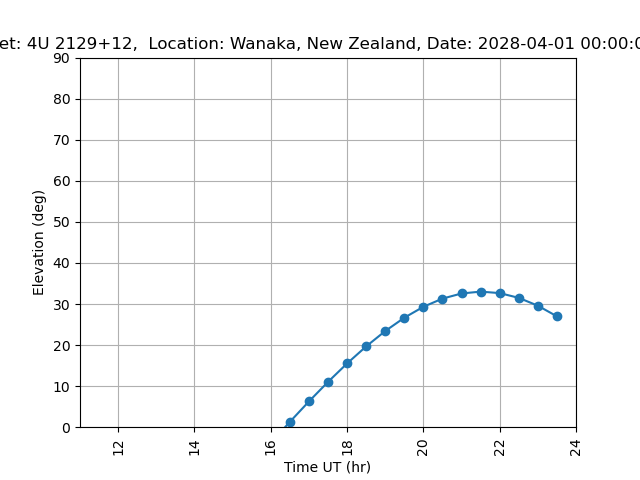 et: 4U 2129+12, Location: Wanaka, New Zealand, Date: 2028-04-01 00:00:0
90
80
70
60
50
40
30
20
10
0
Elevation (deg)
12 14 16 18 20 22 24
Time UT (hr)